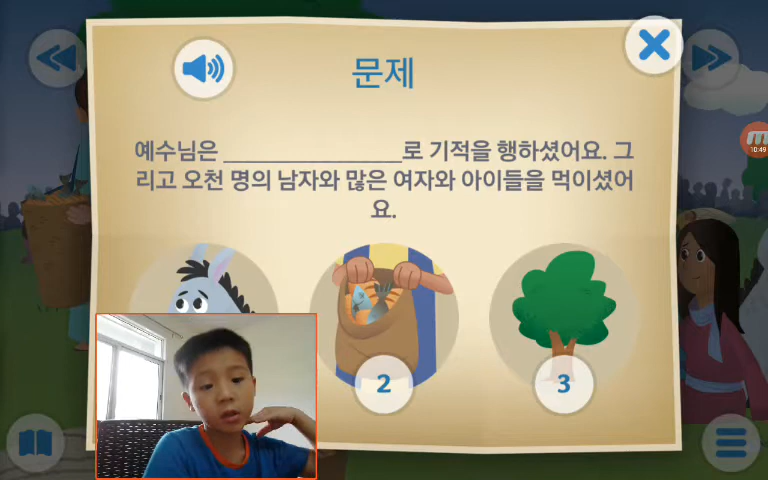 문제
예수님은 _______________로 기적을 행하셨어요. 그
리고 오천 명의 남자와 많은 여자와 아이들을 먹이셨어
요.
2
3
10:49